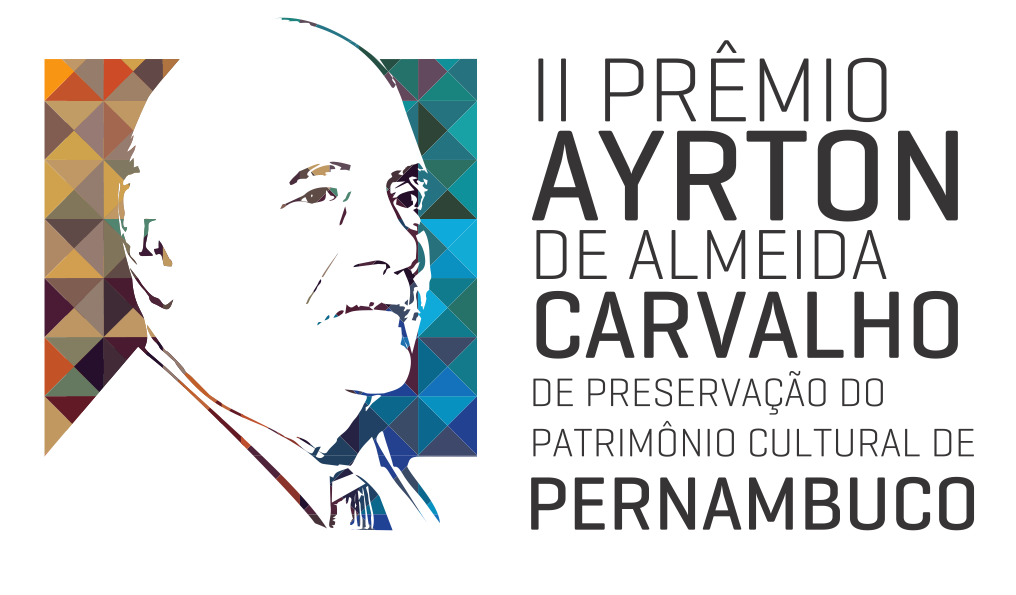 II PRÊMIO
AYRTON
DE ALMEIDA
CARVALHO
DE PRESERVAÇÃO DO
PATRIMÔNIO CULTURAL DE
PERNAMBUCO